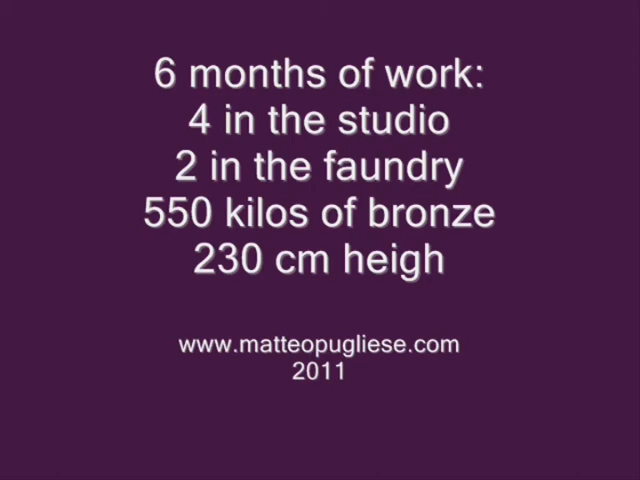 6 months of work:
4 in the studio
2 in the faundry
550 kilos of bronze
230 cm heigh
www.matteopugliese.com
2011